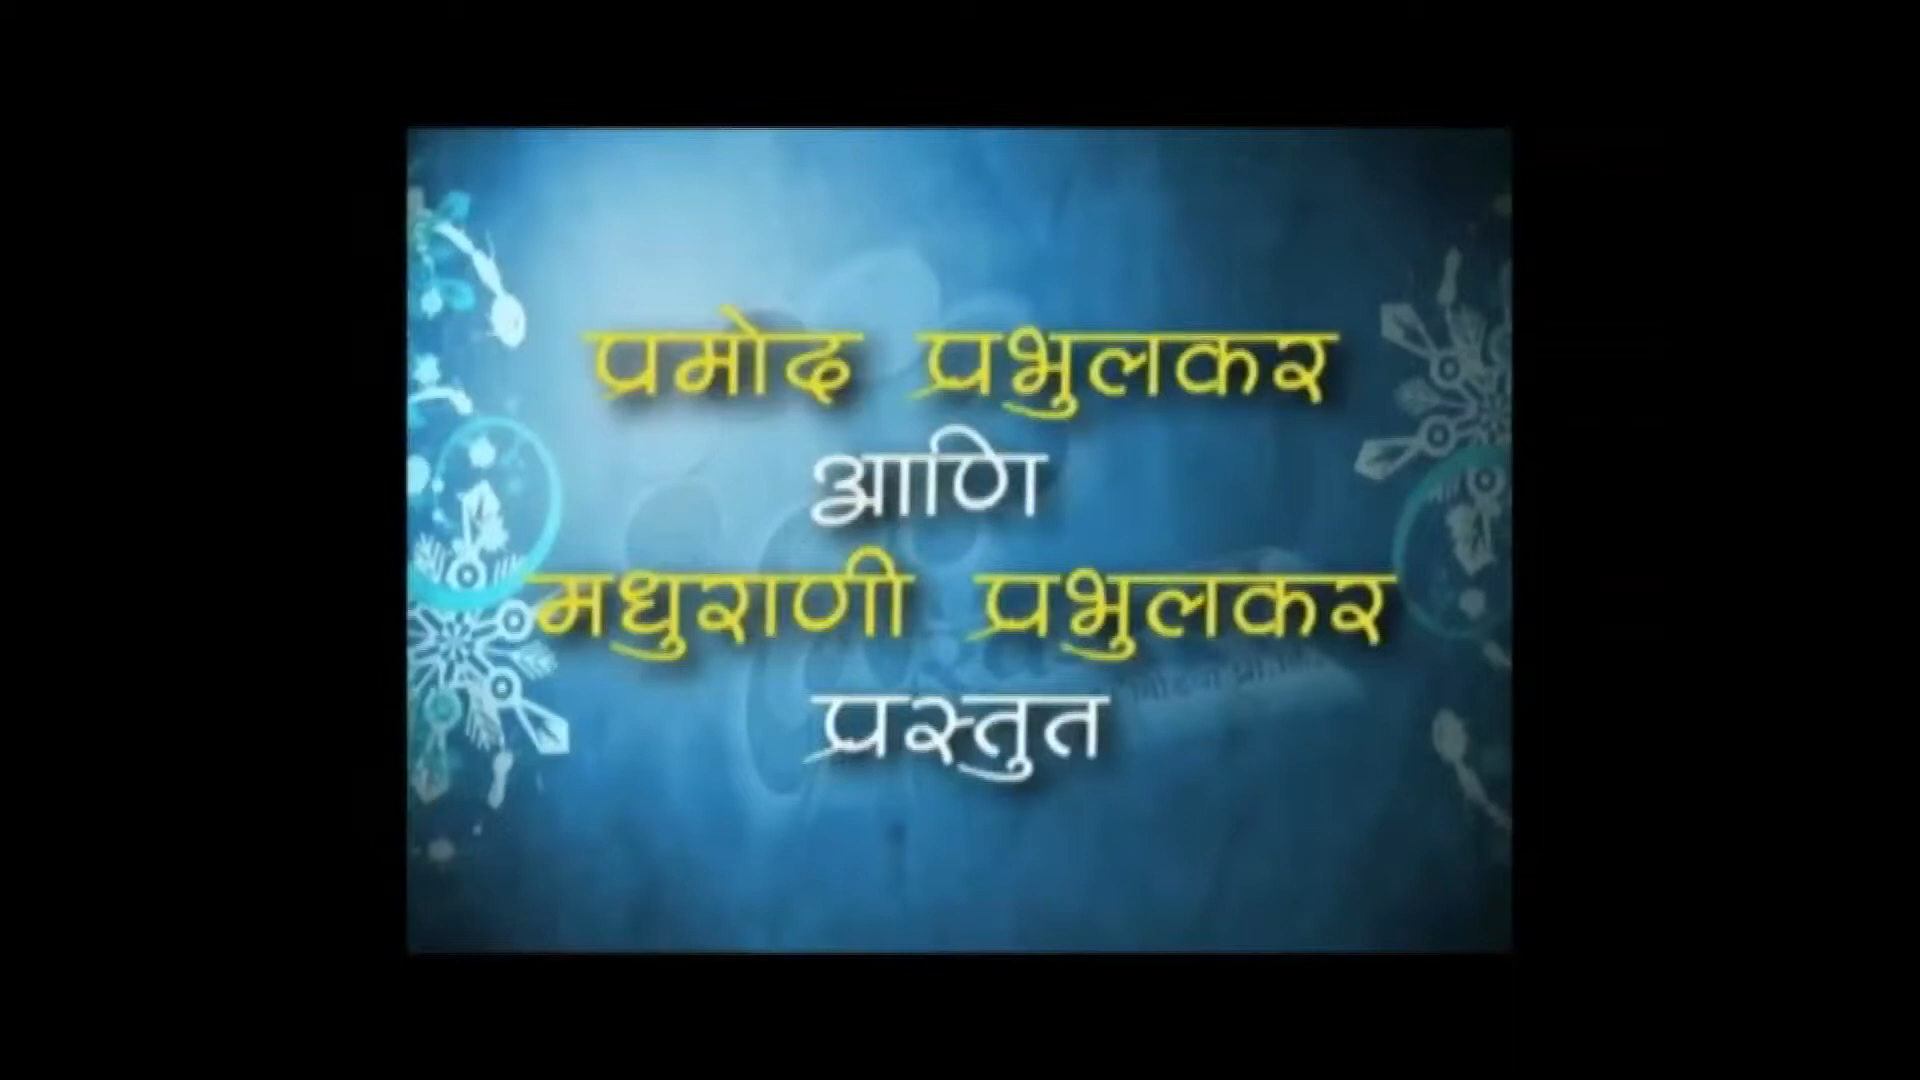 प्रमोद प्रभुलकर
आणि
मधुराणी प्रभुलकर
प्रस्तुत